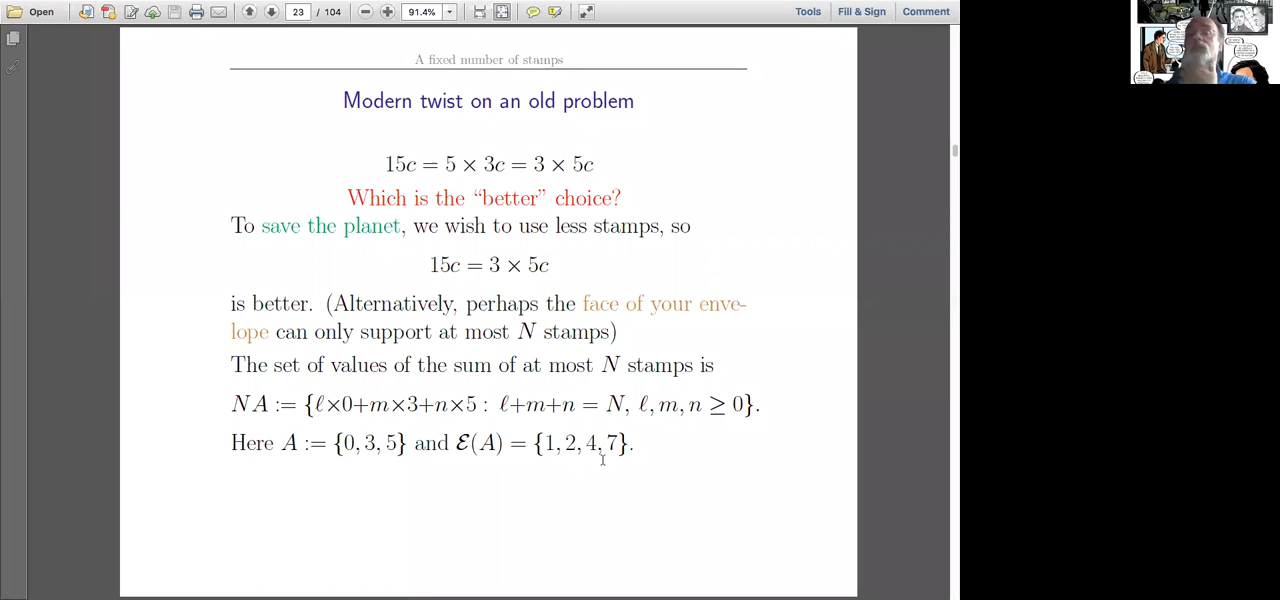 Open
23 / 104
91.4%
Tools
Fill & Sign
Comment
A fixed number of stamps
Modern twist on an old problem
15c = 5 × 3c = 3 × 5c
Which is the “better” choice?
To save the planet, we wish to use less stamps, so
15c = 3 × 5c
is better. (Alternatively, perhaps the face of your enve-
lope can only support at most N stamps)
The set of values of the sum of at most N stamps is
NA := {ℓ×0+m×3+n×5 : ℓ+m+n = N, ℓ, m, n ≥ 0}.
Here A := {0, 3, 5} and ℰ(A) = {1, 2, 4, 7}.